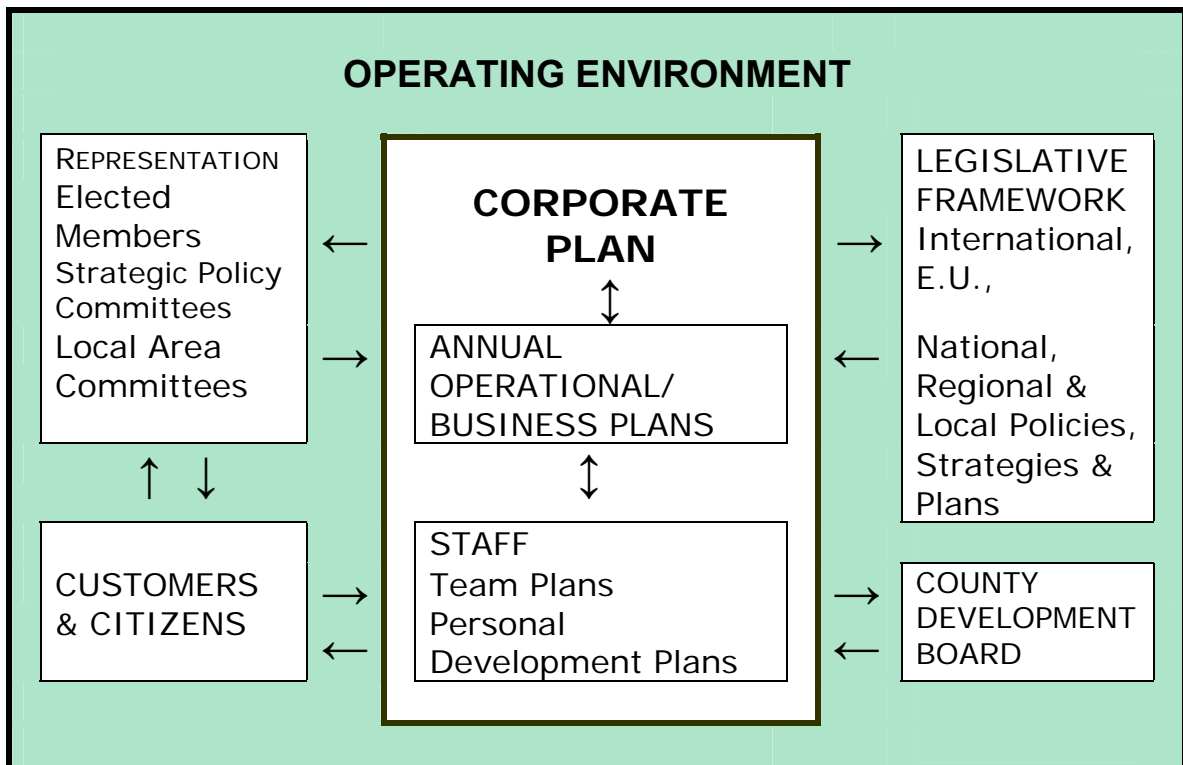 OPERATING ENVIRONMENT
REPRESENTATION
Elected
Members
Strategic Policy
Committees
Local Area
Committees
←
→
↑ ↓
CUSTOMERS
& CITIZENS
→
←
CORPORATE
PLAN
↕
ANNUAL
OPERATIONAL/
BUSINESS PLANS
↕
STAFF
Team Plans
Personal
Development Plans
→
←
LEGISLATIVE
FRAMEWORK
International,
E.U.,
National,
Regional &
Local Policies,
Strategies &
Plans
→
←
COUNTY
DEVELOPMENT
BOARD